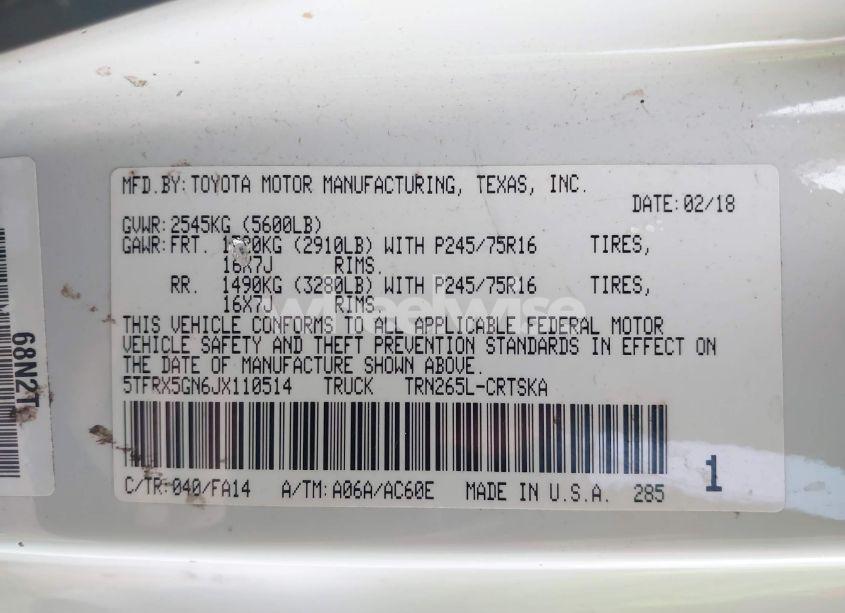 MFD.BY:TOYOTA MOTOR MANUFACTURING, TEXAS, INC.
DATE:02/18
GVWR:2545KG (5600LB)
GAWR:FRT. 1320KG (2910LB) WITH P245/75R16 TIRES,
16X7J RIMS.
RR. 1490KG (3280LB) WITH P245/75R16 TIRES,
16X7J RIMS.
THIS VEHICLE CONFORMS TO ALL APPLICABLE FEDERAL MOTOR
VEHICLE SAFETY AND THEFT PREVENTION STANDARDS IN EFFECT ON
THE DATE OF MANUFACTURE SHOWN ABOVE.
5TFRX5GN6JX110514 TRUCK TRN265L-CRTSKA
C/TR:040/FA14 A/TM:A06A/AC60E MADE IN U.S.A. 285
1
68N2T
wheelwise